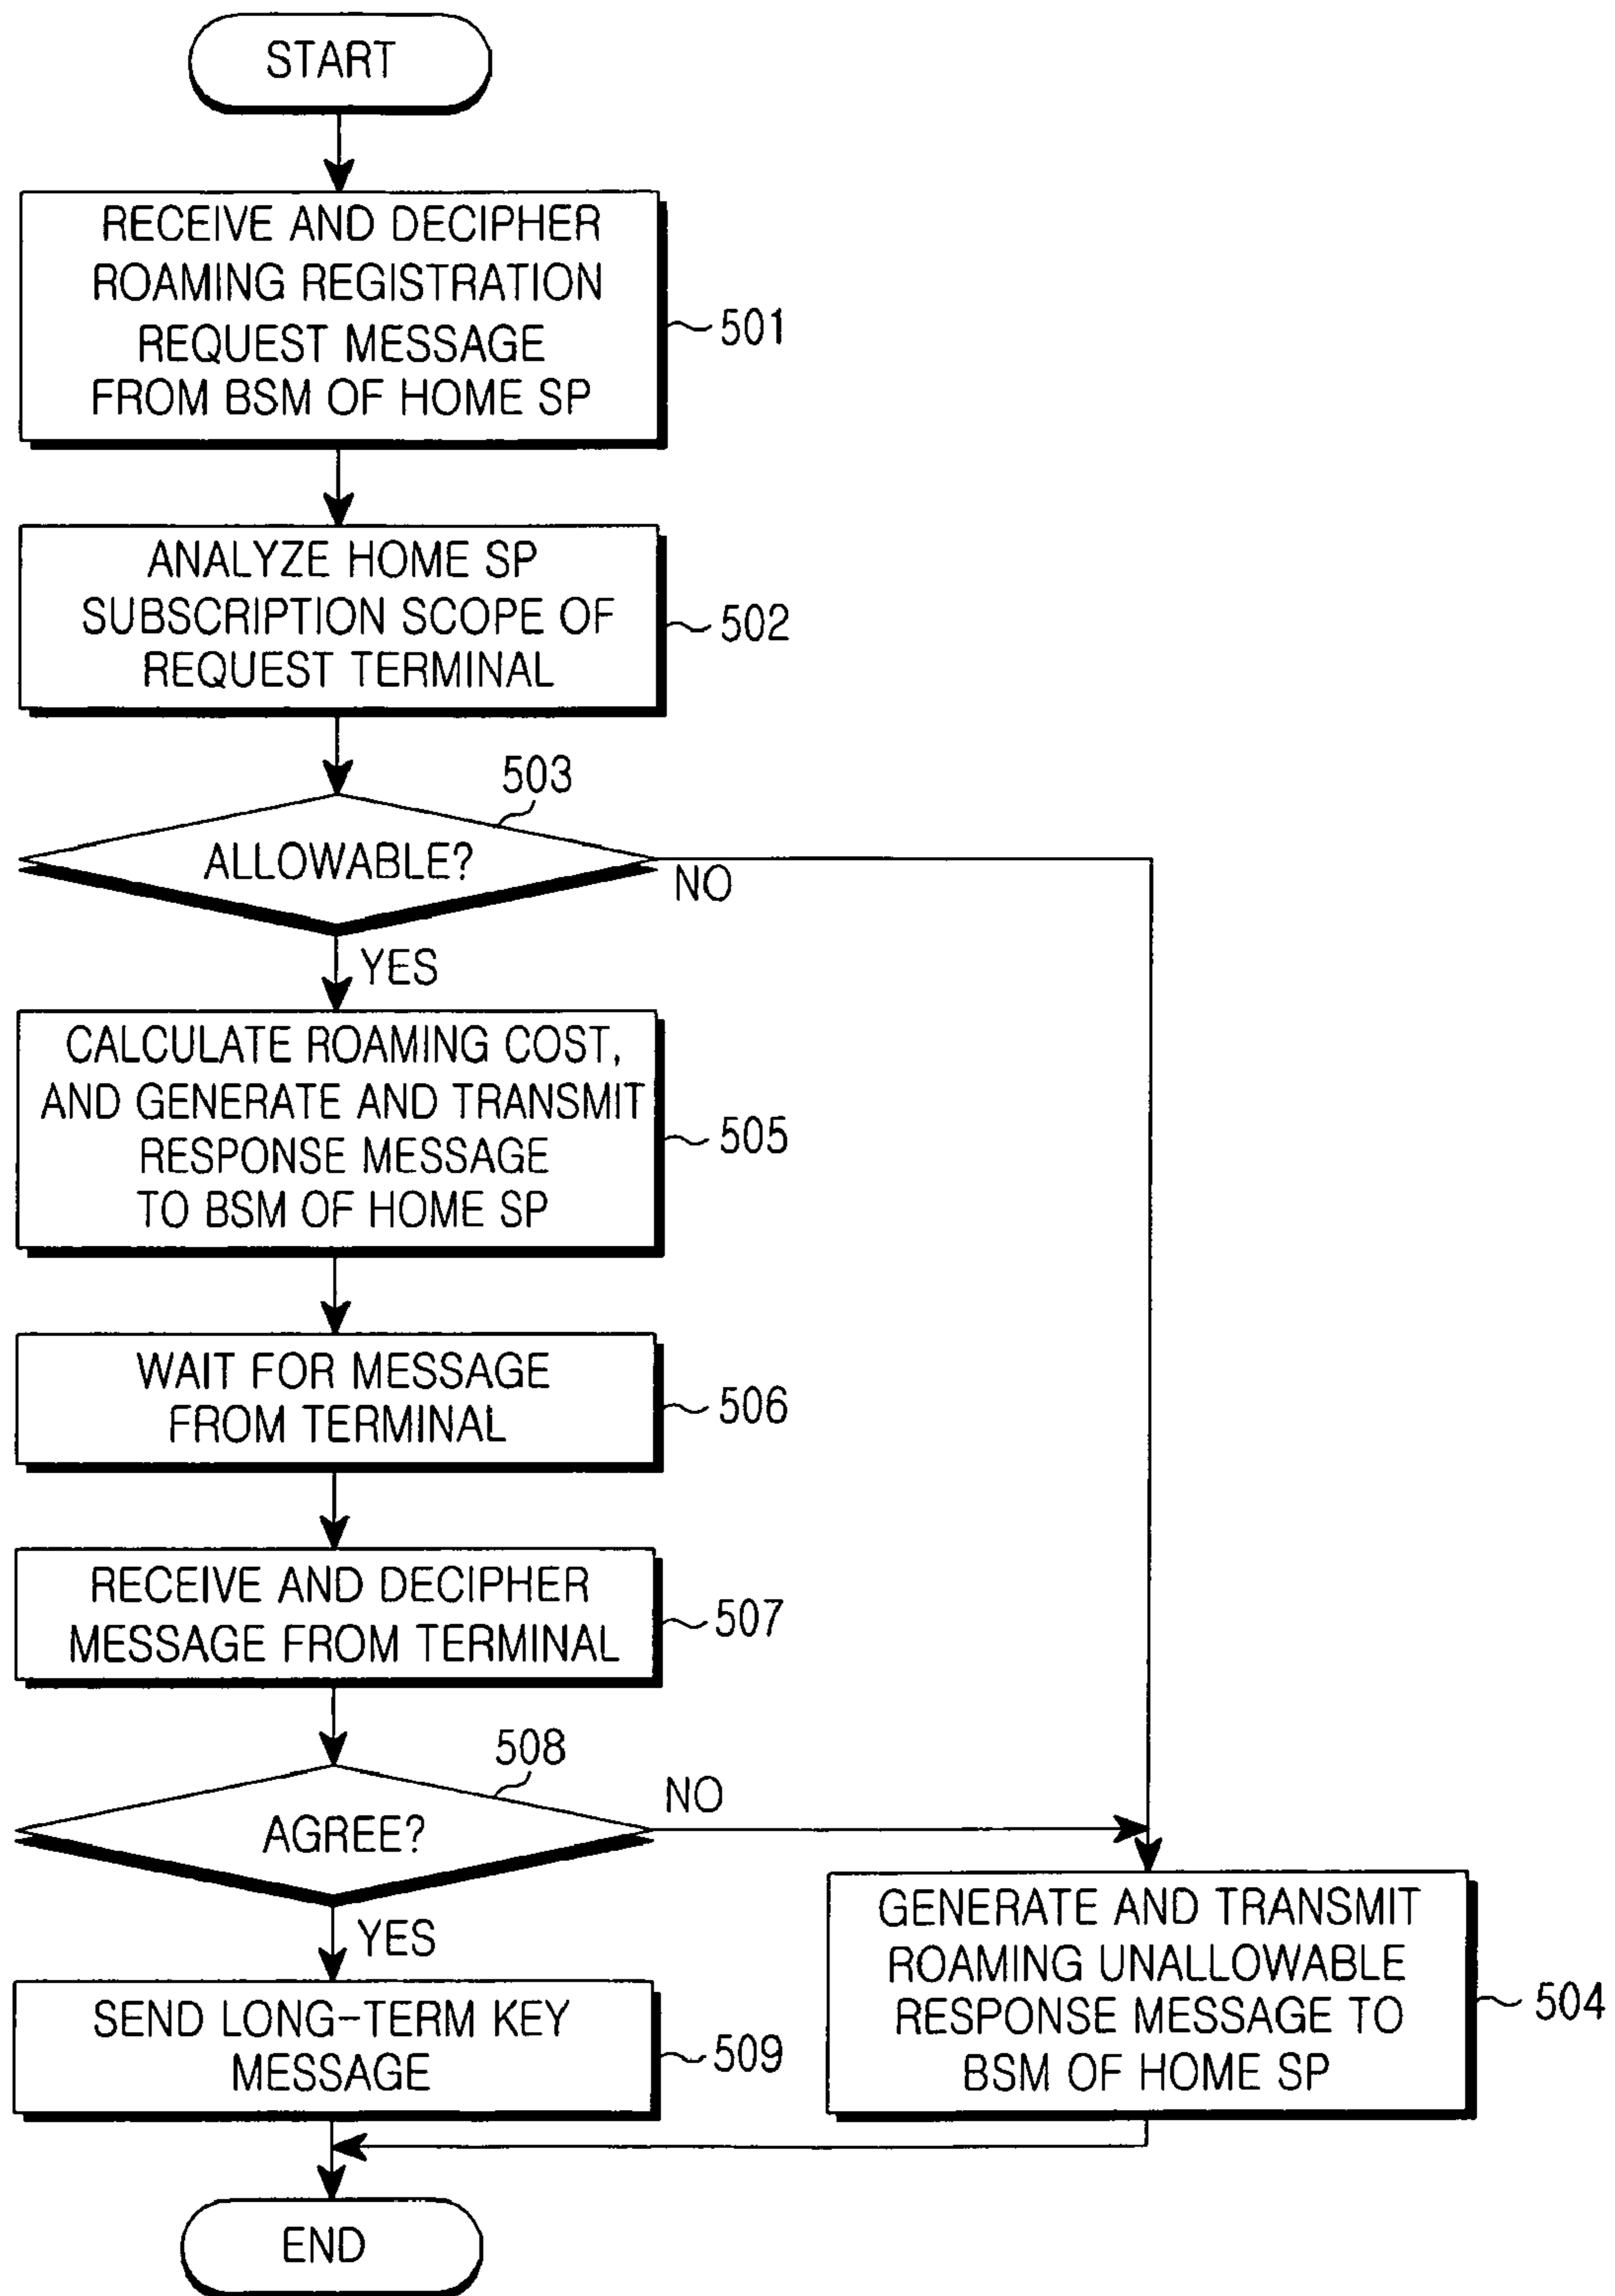 START
RECEIVE AND DECIPHER
ROAMING REGISTRATION
REQUEST MESSAGE
FROM BSM OF HOME SP
501
ANALYZE HOME SP
SUBSCRIPTION SCOPE OF
REQUEST TERMINAL
502
503
ALLOWABLE?
NO
YES
CALCULATE ROAMING COST,
AND GENERATE AND TRANSMIT
RESPONSE MESSAGE
TO BSM OF HOME SP
505
WAIT FOR MESSAGE
FROM TERMINAL
506
RECEIVE AND DECIPHER
MESSAGE FROM TERMINAL
507
508
AGREE?
NO
YES
SEND LONG-TERM KEY
MESSAGE
509
GENERATE AND TRANSMIT
ROAMING UNALLOWABLE
RESPONSE MESSAGE TO
BSM OF HOME SP
504
END